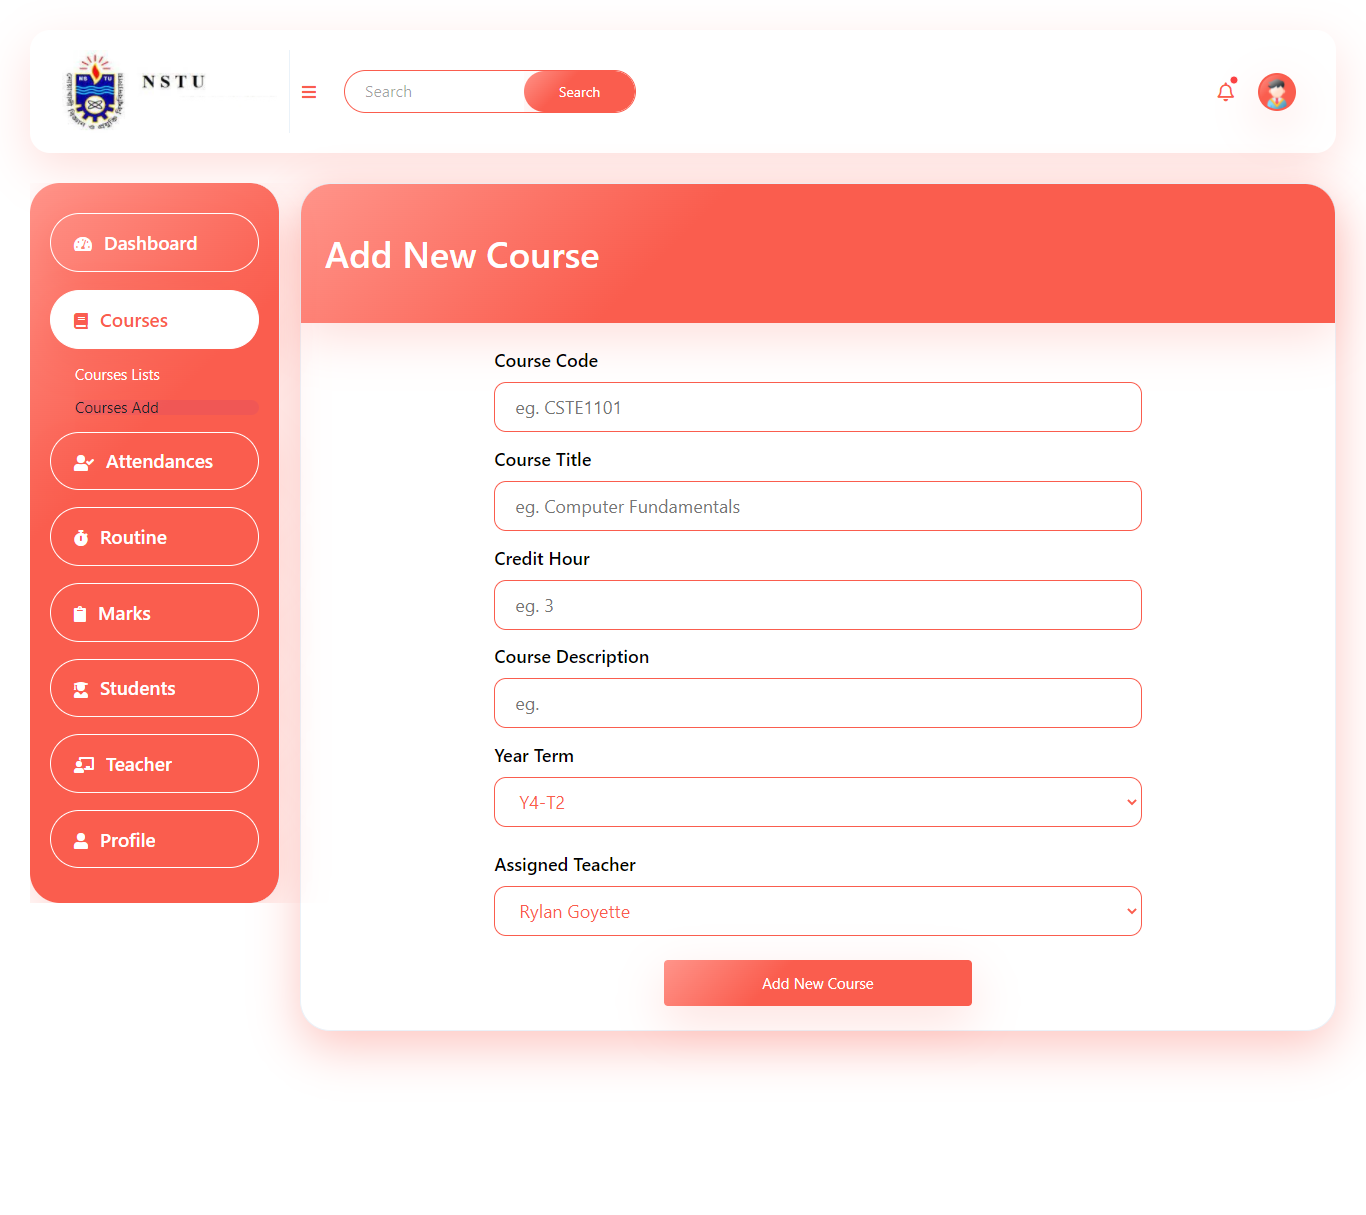 NSTU
Search
Search
Dashboard
Courses
Courses Lists
Courses Add
Attendances
Routine
Marks
Students
Teacher
Profile
Add New Course
Course Code
eg. CSTE1101
Course Title
eg. Computer Fundamentals
Credit Hour
eg. 3
Course Description
eg.
Year Term
Y4-T2
Assigned Teacher
Rylan Goyette
Add New Course